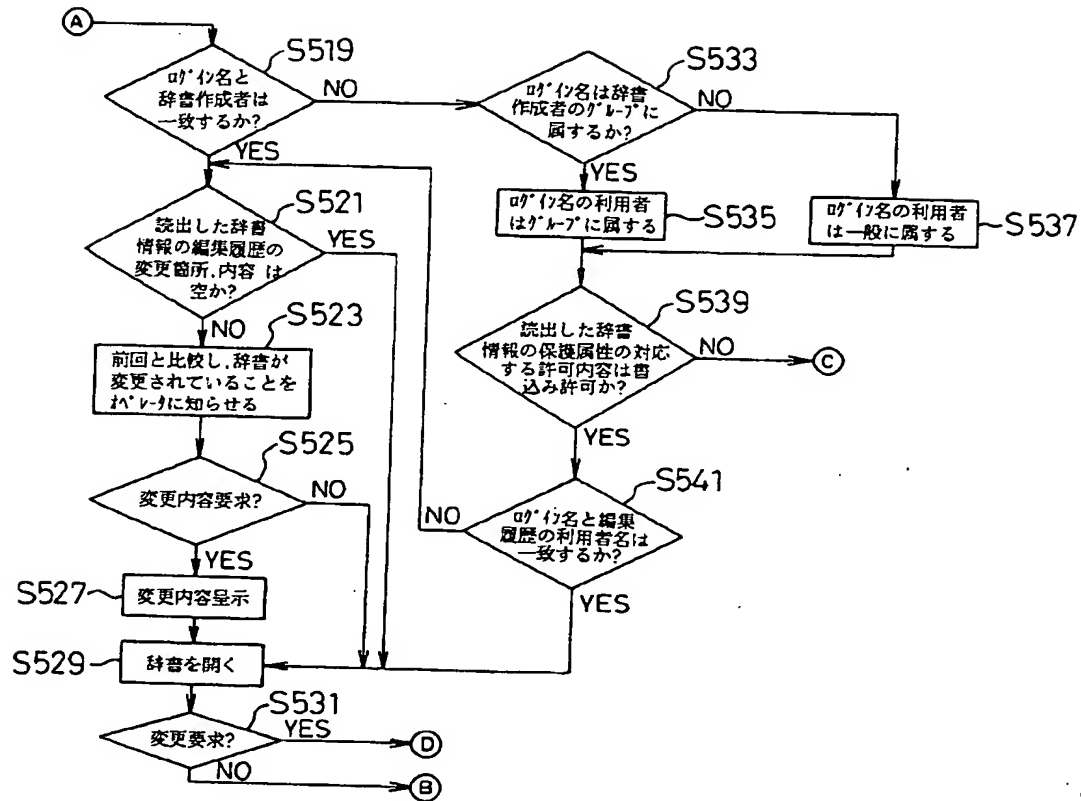 A
S519
ログイン名と
辞書作成者は
一致するか?
NO
YES
S533
ログイン名は辞書
作成者のグループに
属するか?
NO
YES
S521
読出した辞書
情報の編集履歴の
変更箇所,内容 は
空か?
YES
NO
ログイン名の利用者
はグループに属する
S535
ログイン名の利用者
は一般に属する
S537
S523
前回と比較し,辞書が
変更されていることを
オペレータに知らせる
S539
読出した辞書
情報の保護属性の対応
する許可内容は書
込み許可か?
NO
C
YES
S525
変更内容要求?
NO
YES
S541
ログイン名と編集
履歴の利用者名は
一致するか?
NO
YES
S527
変更内容呈示
S529
辞書を開く
S531
変更要求?
YES
D
NO
B